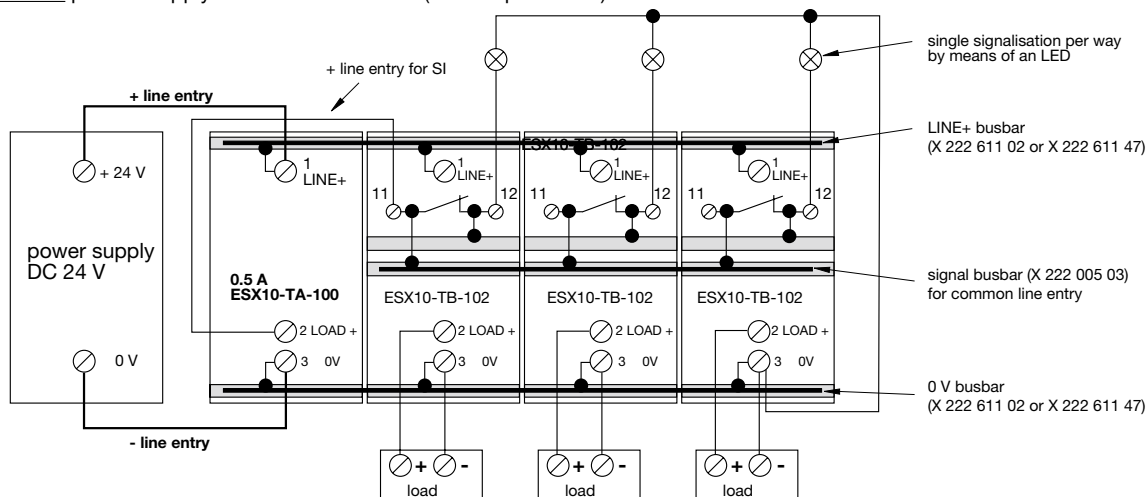 single signalisation per way
by means of an LED
+ line entry for SI
+ line entry
LINE+ busbar
(X 222 611 02 or X 222 611 47)
ESX10-TB-102
+ 24 V
1
LINE+
1
LINE+
1
LINE+
1
LINE+
11
12
11
12
11
12
power supply
DC 24 V
0.5 A
ESX10-TA-100
ESX10-TB-102
ESX10-TB-102
ESX10-TB-102
signal busbar (X 222 005 03)
for common line entry
2 LOAD +
2 LOAD +
2 LOAD +
2 LOAD +
0 V
3 0V
3 0V
3 0V
3 0V
0 V busbar
(X 222 611 02 or X 222 611 47)
- line entry
+ -
+ -
+ -
load
load
load